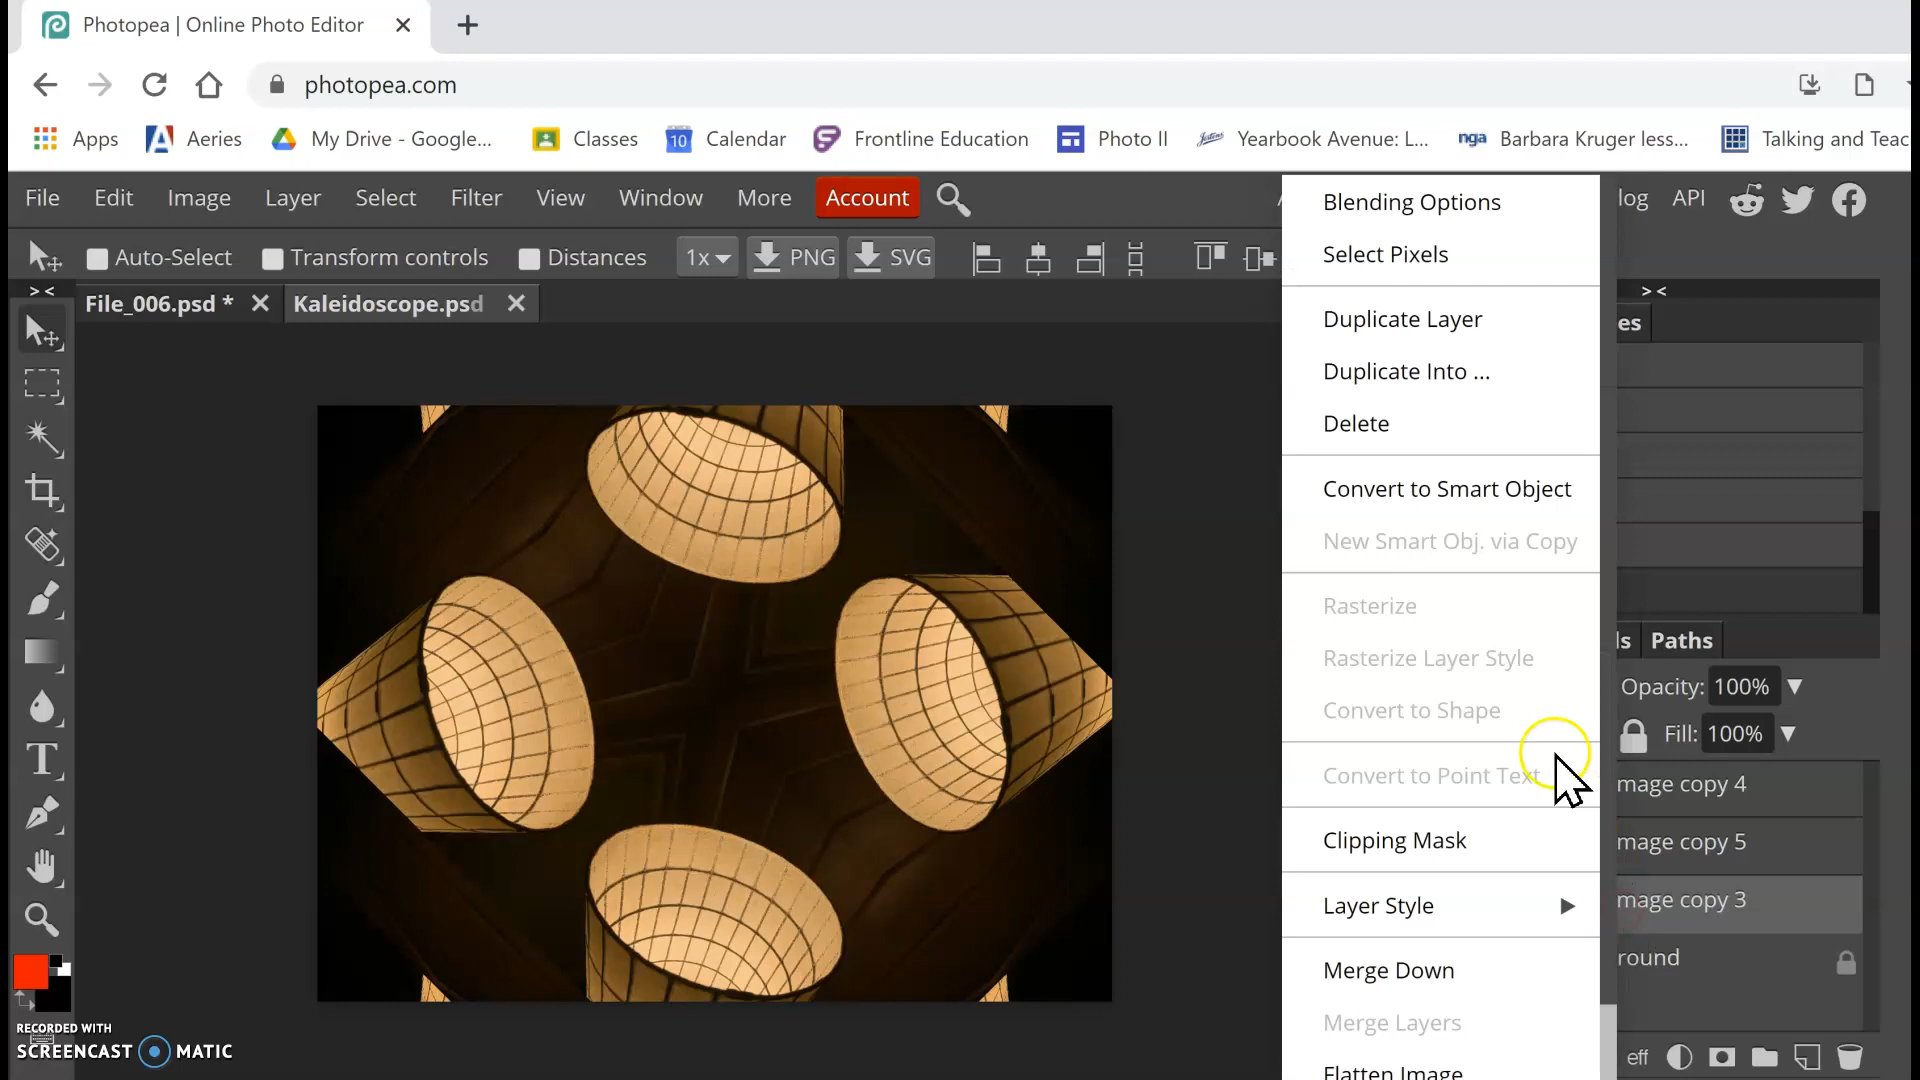 Photopea | Online Photo Editor
photopea.com
Apps Aeries My Drive - Google... Classes 10 Calendar Frontline Education Photo II Jostens Yearbook Avenue: L... nga Barbara Kruger less... Talking and Teac
File Edit Image Layer Select Filter View Window More Account
log API
Auto-Select Transform controls Distances 1x PNG SVG
> <
> <
File_006.psd * Kaleidoscope.psd
es
Blending Options
Select Pixels
Duplicate Layer
Duplicate Into ...
Delete
Convert to Smart Object
New Smart Obj. via Copy
Rasterize
Rasterize Layer Style
Convert to Shape
Convert to Point Text
Clipping Mask
Layer Style
Merge Down
Merge Layers
Flatten Image
ls Paths
Opacity: 100%
Fill: 100%
mage copy 4
mage copy 5
mage copy 3
round
eff
T
RECORDED WITH
SCREENCAST MATIC